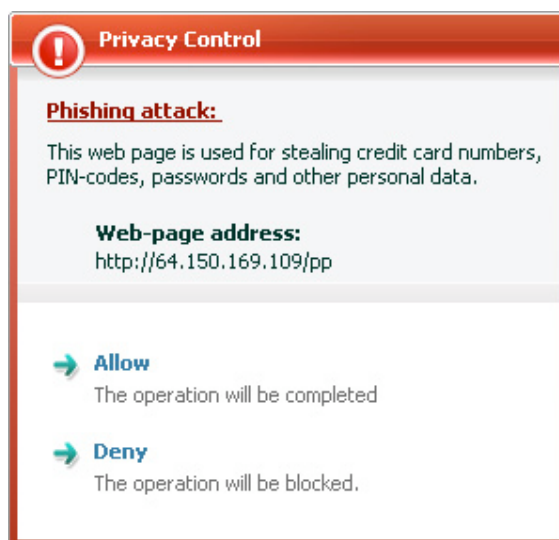 Privacy Control
Phishing attack:
This web page is used for stealing credit card numbers,
PIN-codes, passwords and other personal data.
Web-page address:
http://64.150.169.109/pp
Allow
The operation will be completed
Deny
The operation will be blocked.